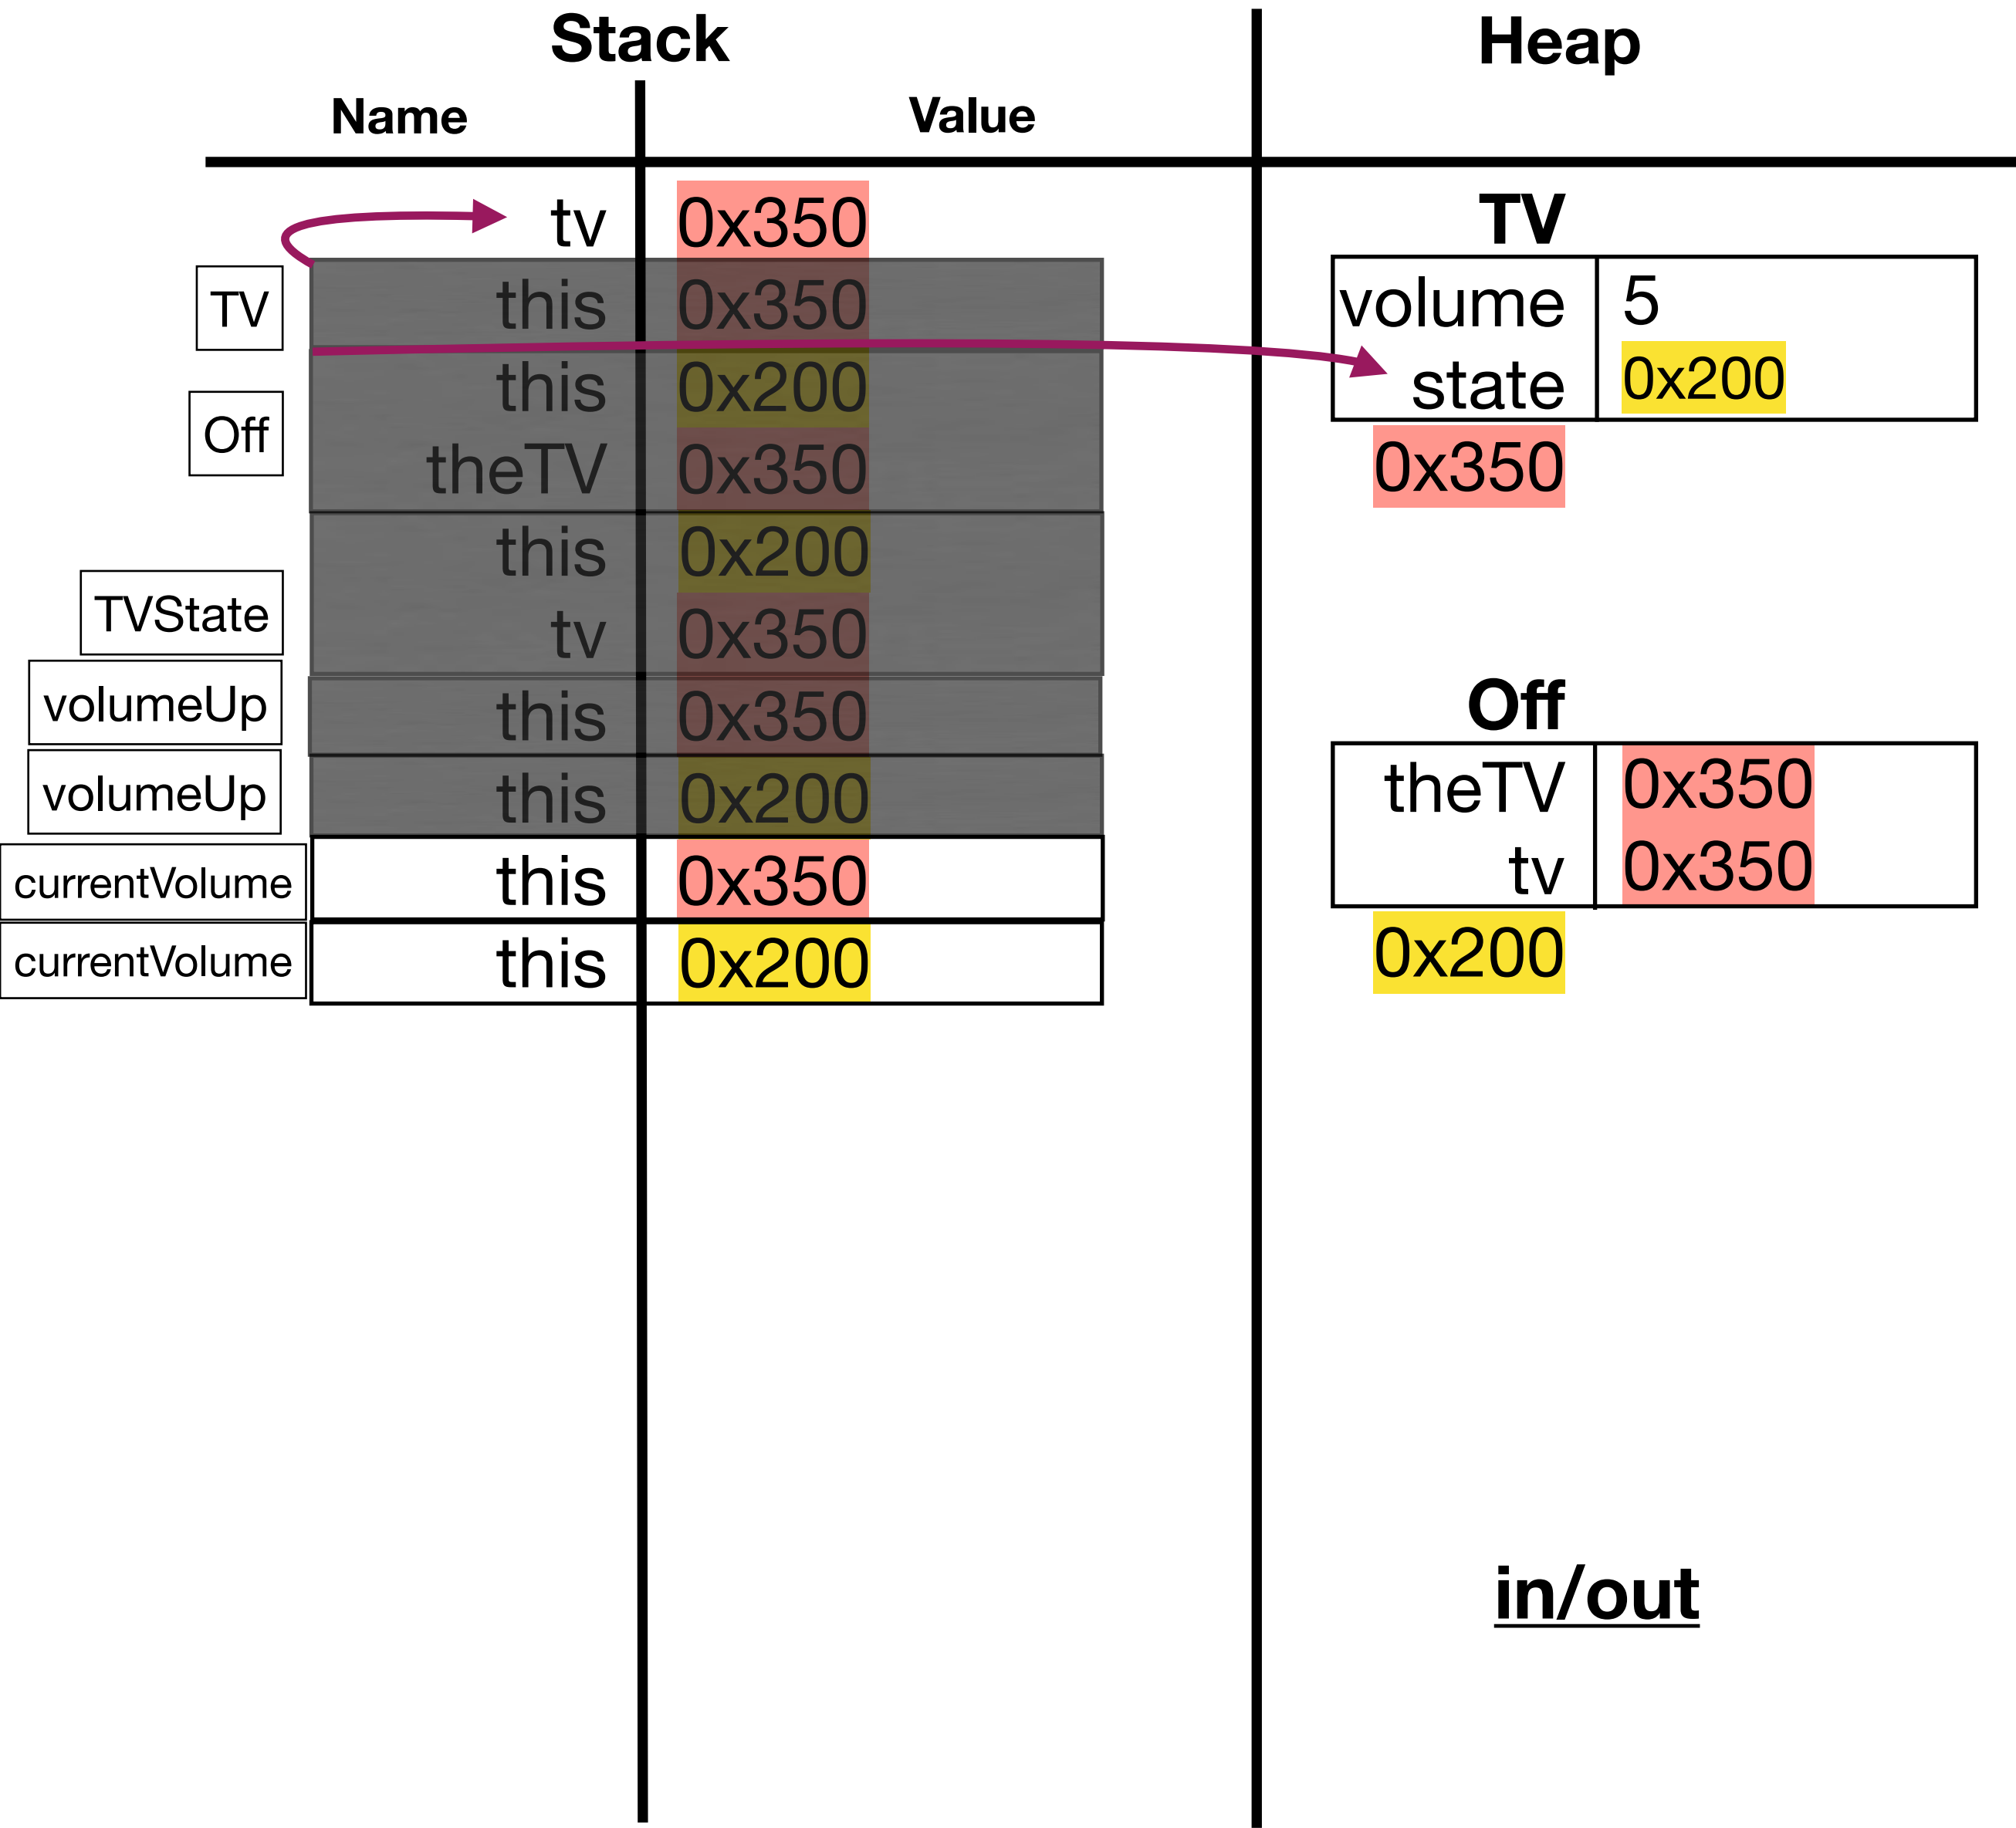 Stack
Heap
Name
Value
tv 0x350
TV this 0x350
this 0x200
Off
theTV 0x350
this 0x200
TVState
tv 0x350
volumeUp this 0x350
volumeUp this 0x200
currentVolume this 0x350
currentVolume this 0x200
TV
volume 5
state 0x200
0x350
Off
theTV 0x350
tv 0x350
0x200
in/out